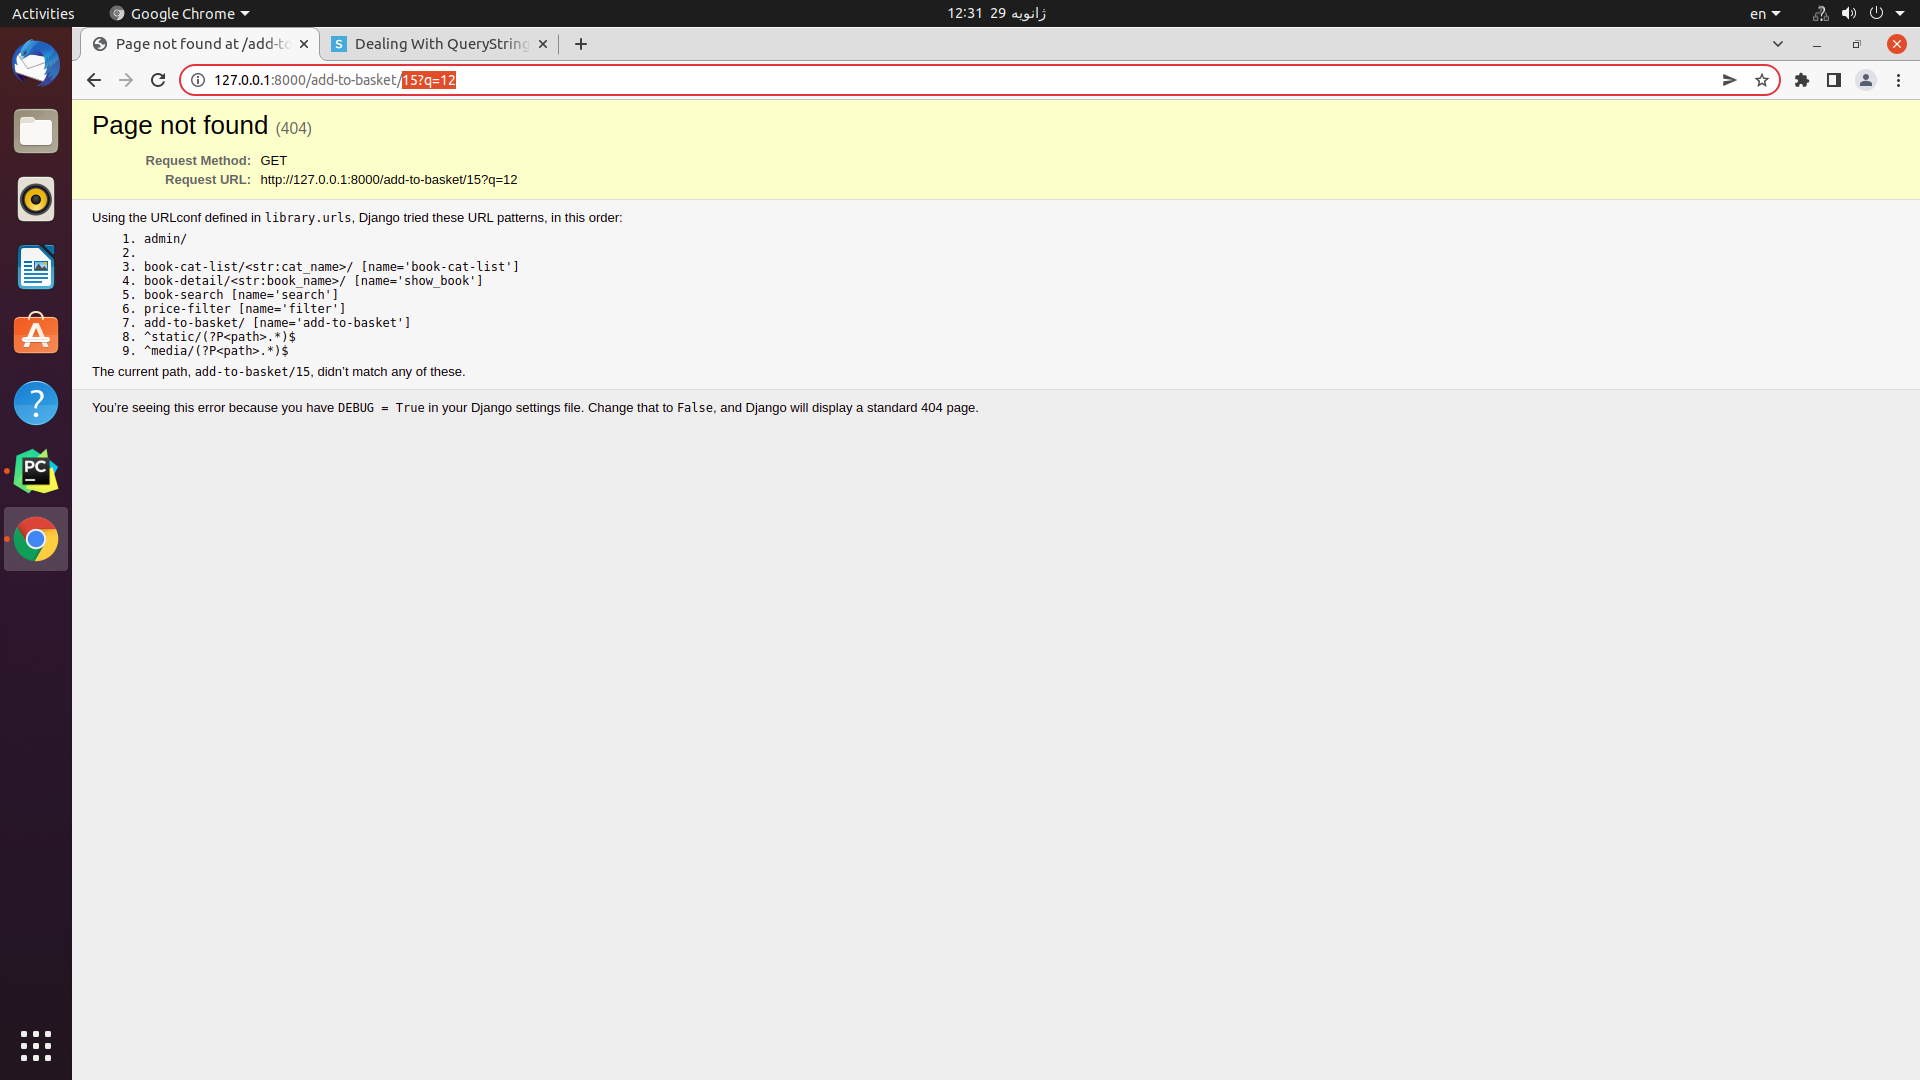 Activities
Google Chrome
12:31 29 ژانویه
en
Page not found at /add-to
Dealing With QueryString
127.0.0.1:8000/add-to-basket/15?q=12
Page not found (404)
Request Method: GET
Request URL: http://127.0.0.1:8000/add-to-basket/15?q=12
Using the URLconf defined in library.urls, Django tried these URL patterns, in this order:
1. admin/
2.
3. book-cat-list/<str:cat_name>/ [name='book-cat-list']
4. book-detail/<str:book_name>/ [name='show_book']
5. book-search [name='search']
6. price-filter [name='filter']
7. add-to-basket/ [name='add-to-basket']
8. ^static/(?P<path>.*)$
9. ^media/(?P<path>.*)$
The current path, add-to-basket/15, didn’t match any of these.
You’re seeing this error because you have DEBUG = True in your Django settings file. Change that to False, and Django will display a standard 404 page.
PC